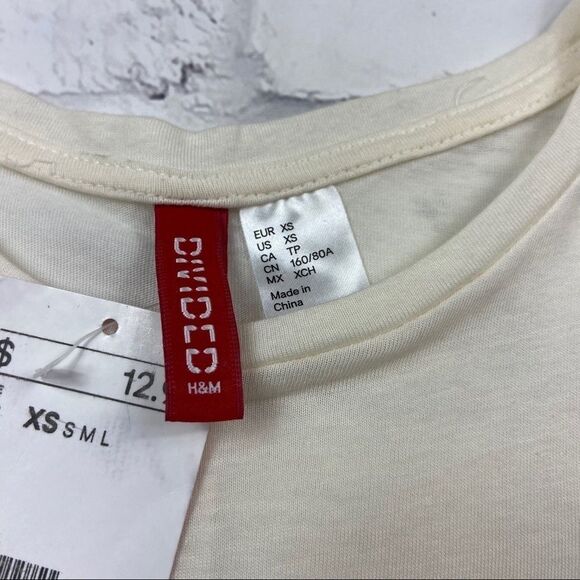 DIVIDED
H&M
EUR XS
US XS
CA TP
CN 160/80A
MX XCH
Made in
China
$
12.9
XS S M L